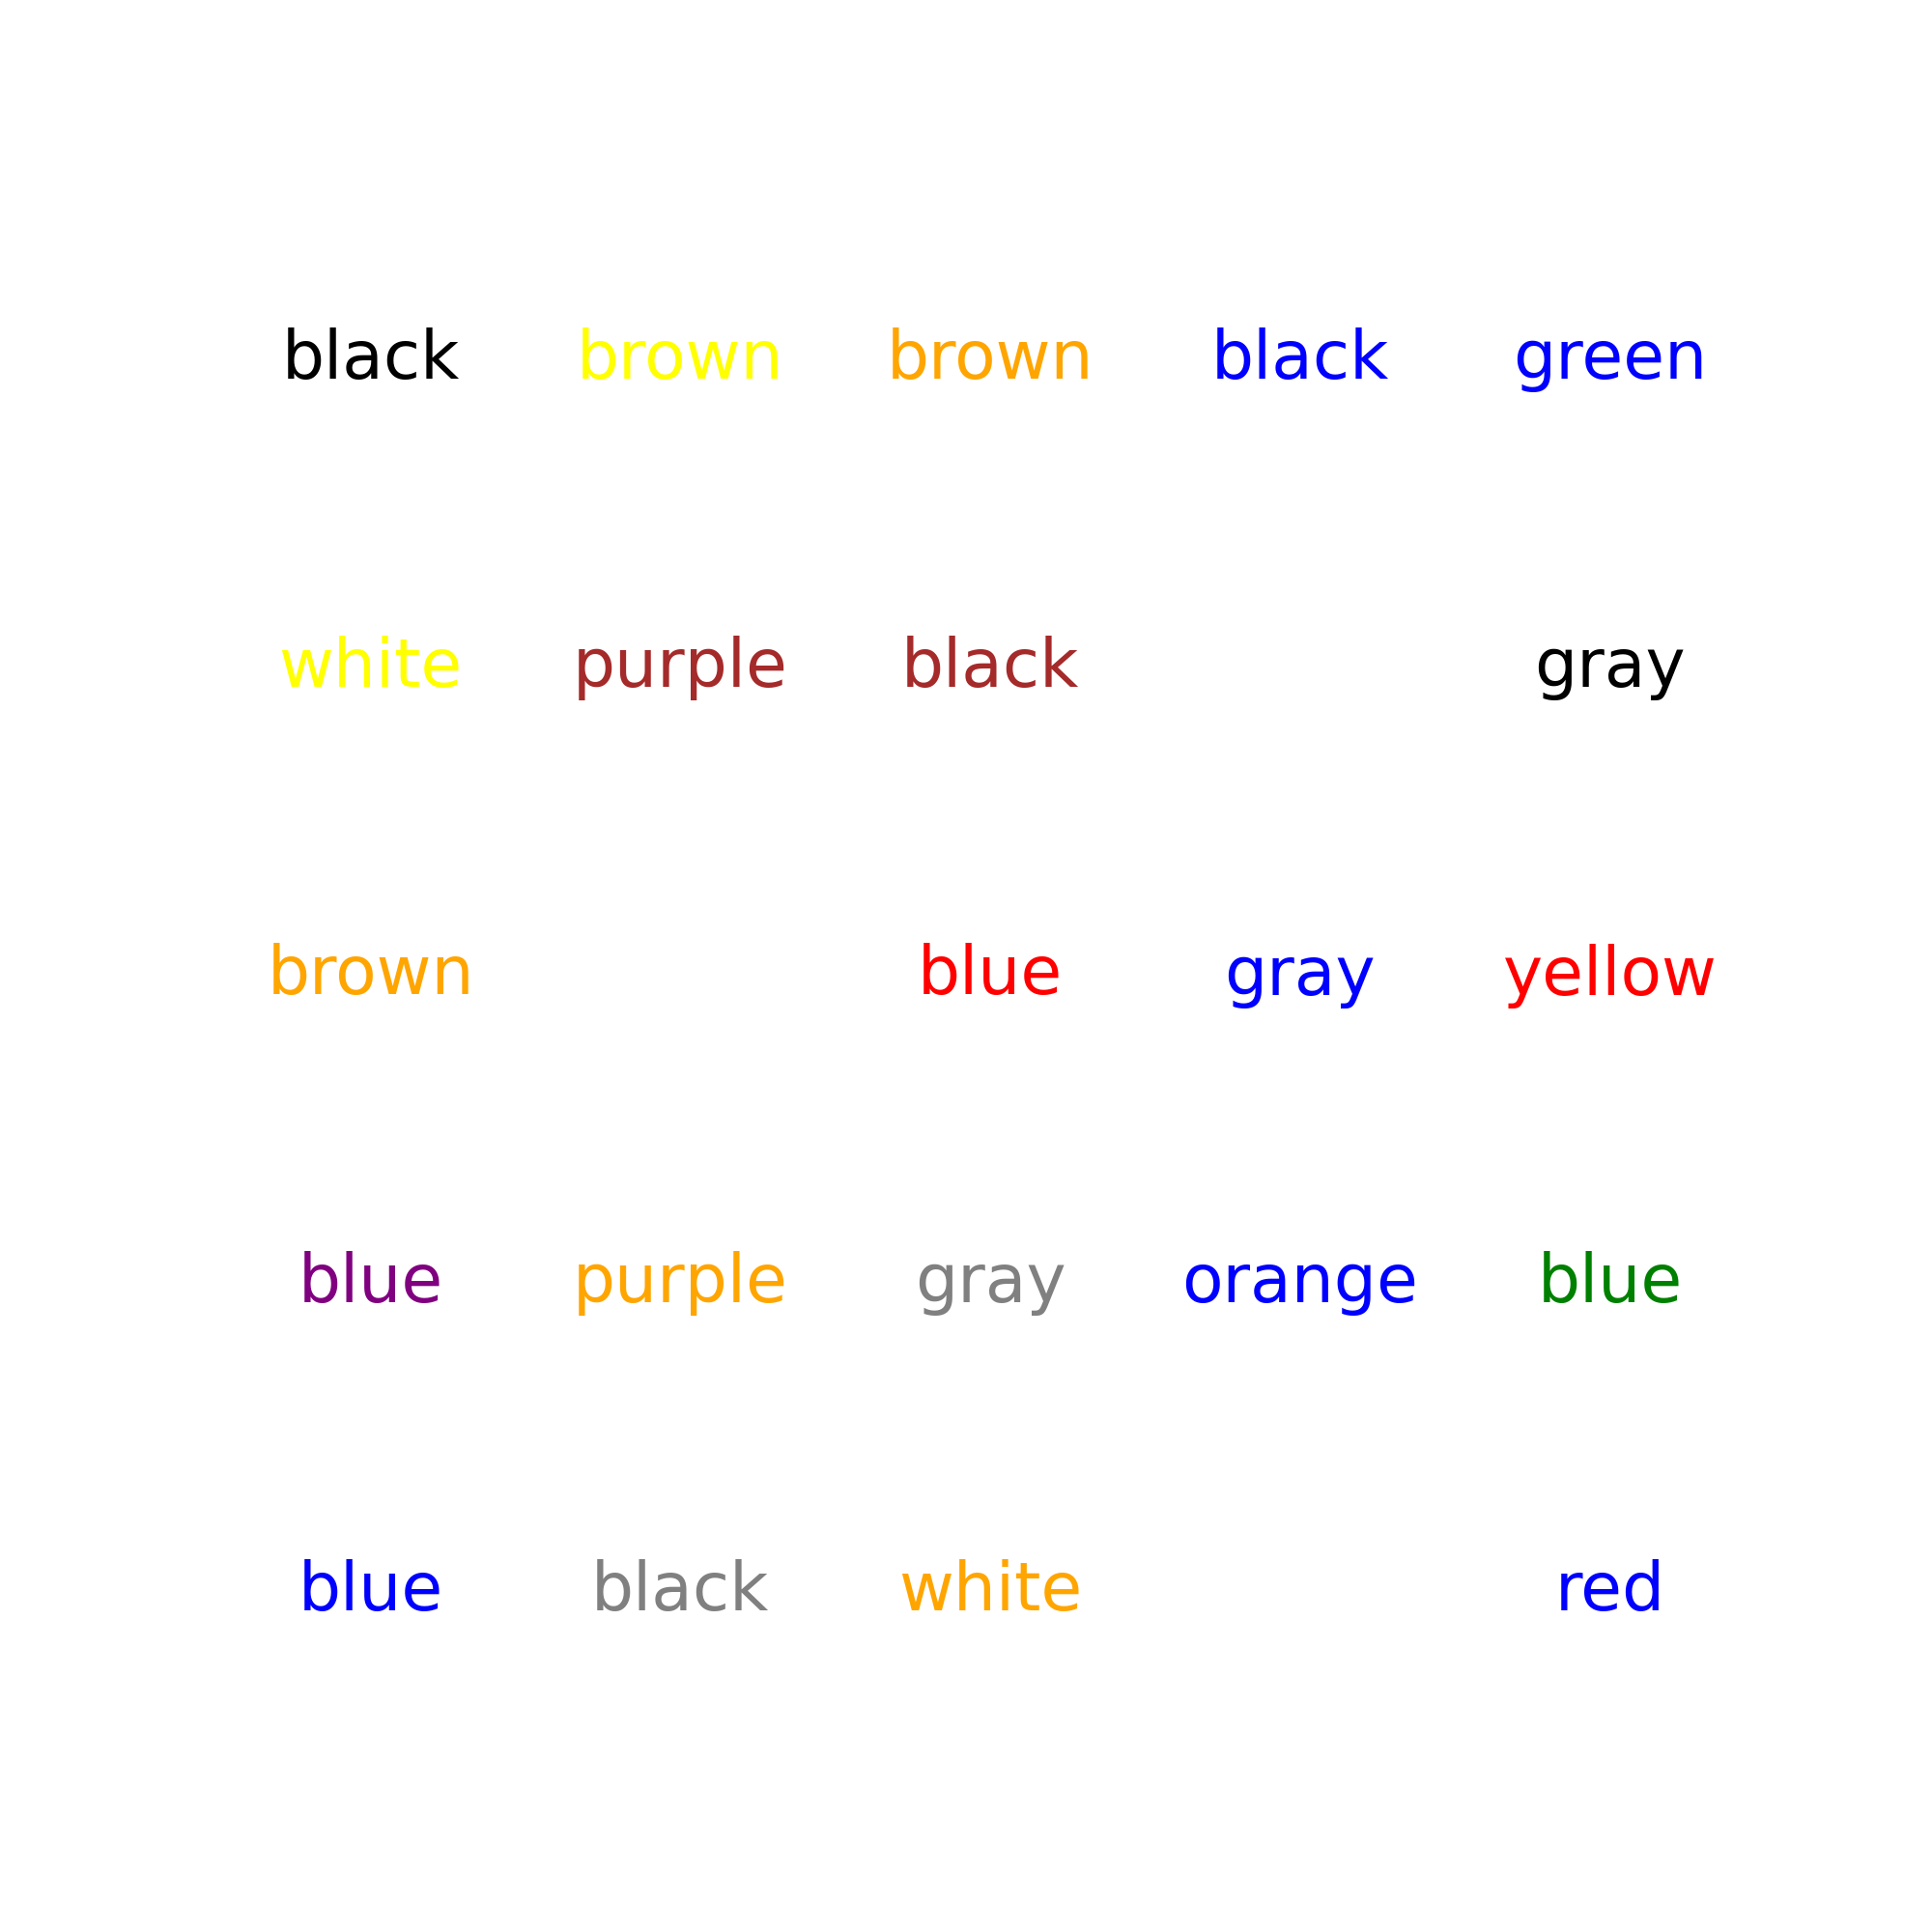 black brown brown black green
white purple black gray
brown blue gray yellow
blue purple gray orange blue
blue black white red